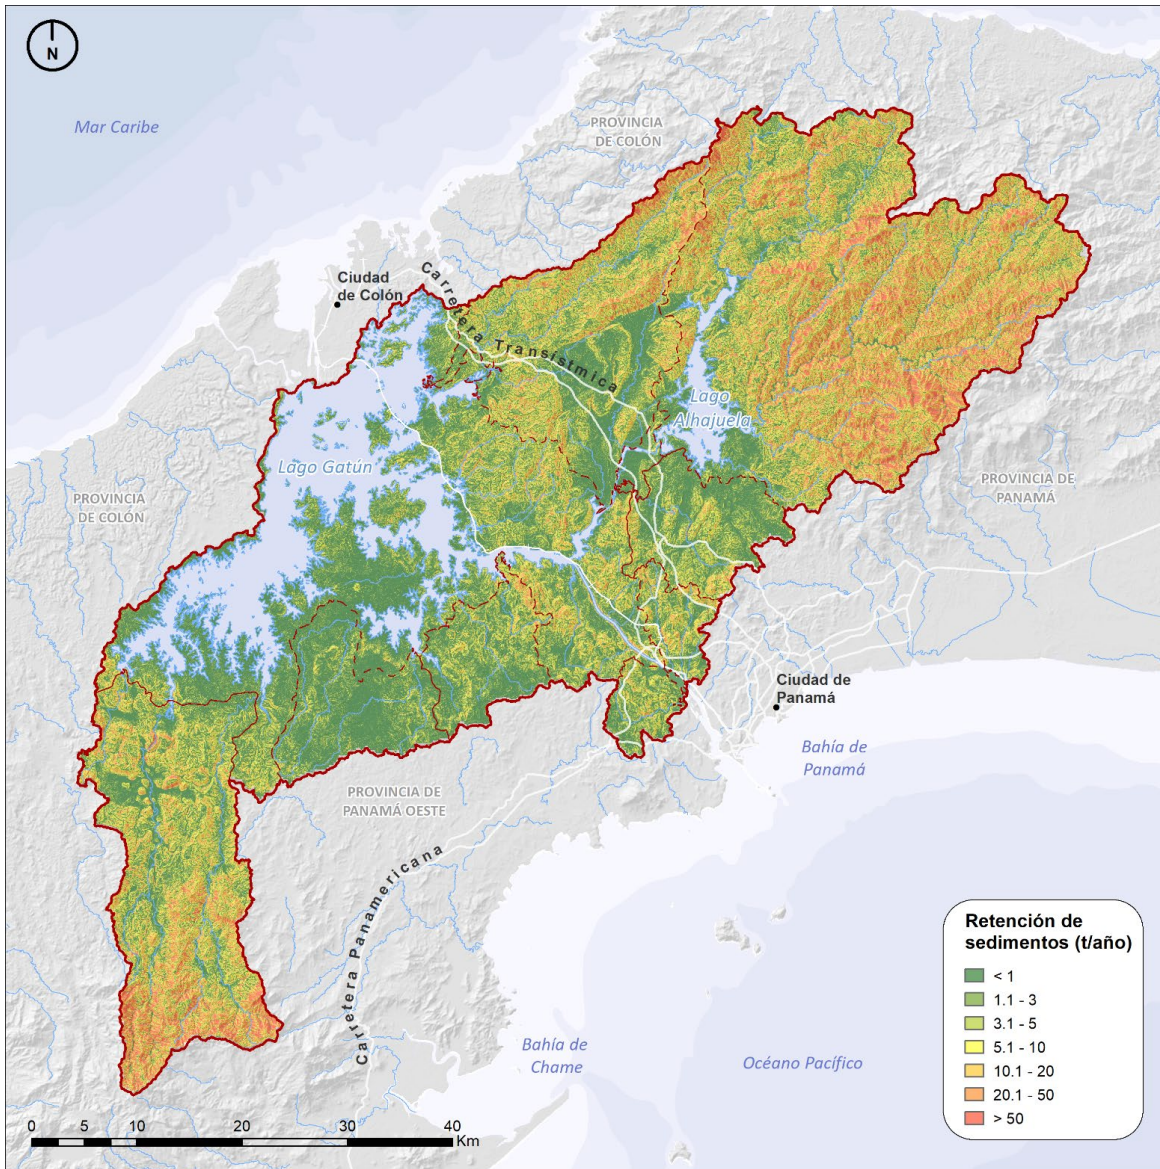 N
Mar Caribe
PROVINCIA
DE COLÓN
Ciudad
de Colón
Carretera Transístmica
Lago
Alhajuela
Lago Gatún
PROVINCIA
DE COLÓN
PROVINCIA DE
PANAMÁ
Ciudad de
Panamá
Bahía de
Panamá
PROVINCIA DE
PANAMÁ OESTE
Carretera Panamericana
Bahía de
Chame
Océano Pacífico
Retención de
sedimentos (t/año)
< 1
1.1 - 3
3.1 - 5
5.1 - 10
10.1 - 20
20.1 - 50
> 50
0 5 10 20 30 40
Km